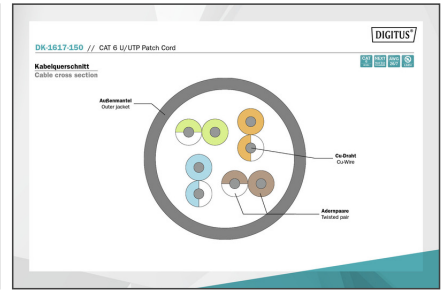 DIGITUS®
DK-1617-150 // CAT 6 U/UTP Patch Cord
Kabelquerschnitt
Cable cross section
Außenmantel
Outer jacket
Cu-Draht
Cu-Wire
Adernpaare
Twisted pair